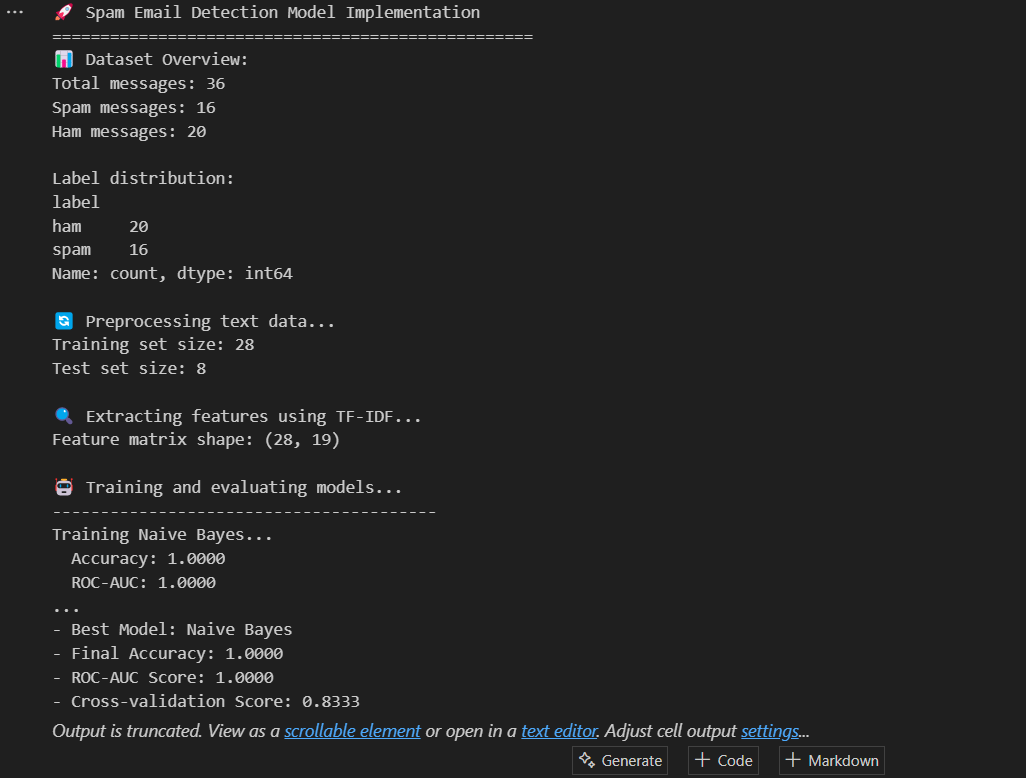 ...
🚀 Spam Email Detection Model Implementation
==================================================
📊 Dataset Overview:
Total messages: 36
Spam messages: 16
Ham messages: 20

Label distribution:
label
ham     20
spam    16
Name: count, dtype: int64

🔄 Preprocessing text data...
Training set size: 28
Test set size: 8

🔍 Extracting features using TF-IDF...
Feature matrix shape: (28, 19)

🤖 Training and evaluating models...
----------------------------------------
Training Naive Bayes...
  Accuracy: 1.0000
  ROC-AUC: 1.0000
...
- Best Model: Naive Bayes
- Final Accuracy: 1.0000
- ROC-AUC Score: 1.0000
- Cross-validation Score: 0.8333
Output is truncated. View as a scrollable element or open in a text editor. Adjust cell output settings...
Generate + Code + Markdown